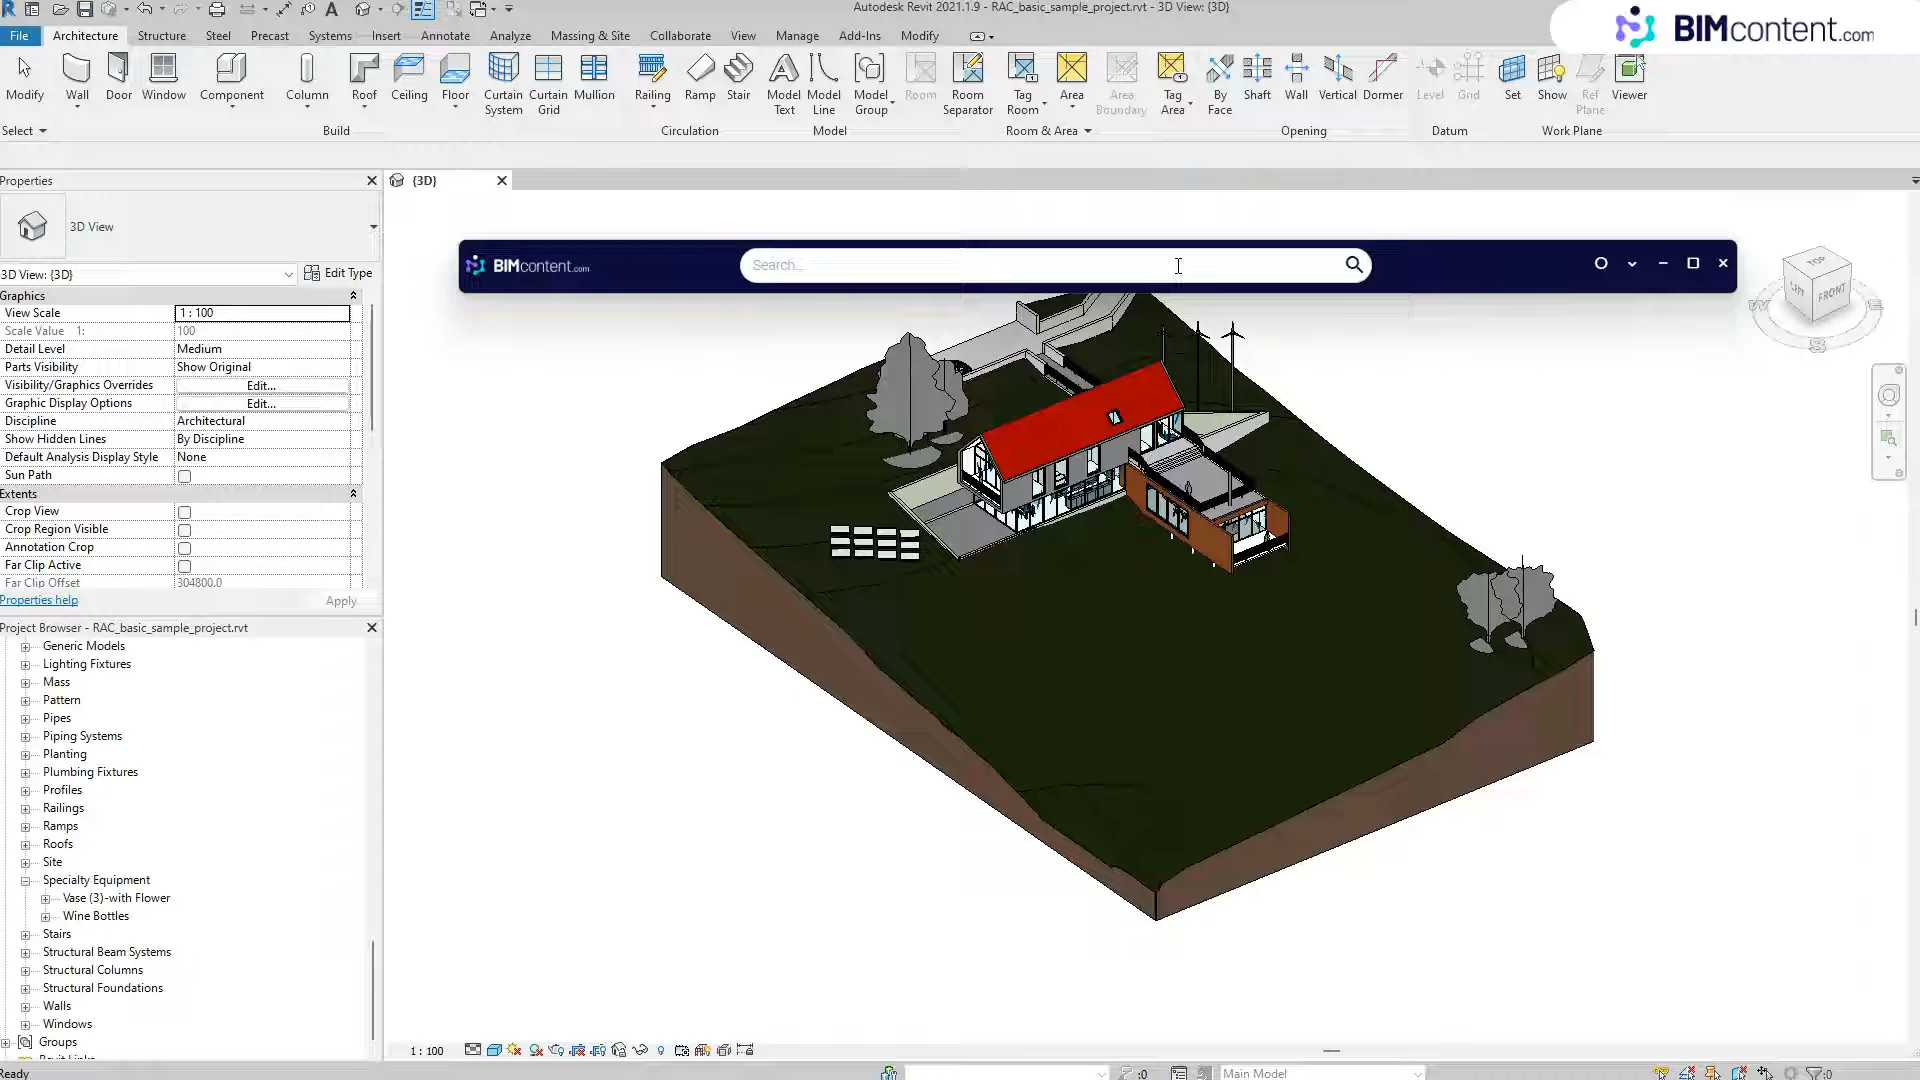 Autodesk Revit 2021.1.9 - RAC_basic_sample_project.rvt - 3D View: {3D}
BIMcontent.com
File Architecture Structure Steel Precast Systems Insert Annotate Analyze Massing & Site Collaborate View Manage Add-Ins Modify
Modify Wall Door Window Component Column Roof Ceiling Floor Curtain System Curtain Grid Mullion Railing Ramp Stair Model Text Model Line Model Group Room Room Separator Tag Room Area Area Boundary Tag Area By Face Shaft Wall Vertical Dormer Level Grid Set Show Ref Plane Viewer
Select Build Circulation Model Room & Area Opening Datum Work Plane
Properties
{3D}
3D View
3D View: {3D} Edit Type
Graphics
View Scale 1 : 100
Scale Value 1: 100
Detail Level Medium
Parts Visibility Show Original
Visibility/Graphics Overrides Edit...
Graphic Display Options Edit...
Discipline Architectural
Show Hidden Lines By Discipline
Default Analysis Display Style None
Sun Path
Extents
Crop View
Crop Region Visible
Annotation Crop
Far Clip Active
Far Clip Offset 304800.0
Properties help Apply
BIMcontent.com Search...
TOP
LEFT FRONT
W E
S
Project Browser - RAC_basic_sample_project.rvt
Generic Models
Lighting Fixtures
Mass
Pattern
Pipes
Piping Systems
Planting
Plumbing Fixtures
Profiles
Railings
Ramps
Roofs
Site
Specialty Equipment
Vase (3)-with Flower
Wine Bottles
Stairs
Structural Beam Systems
Structural Columns
Structural Foundations
Walls
Windows
Groups
1 : 100
Ready
:0 Main Model :0